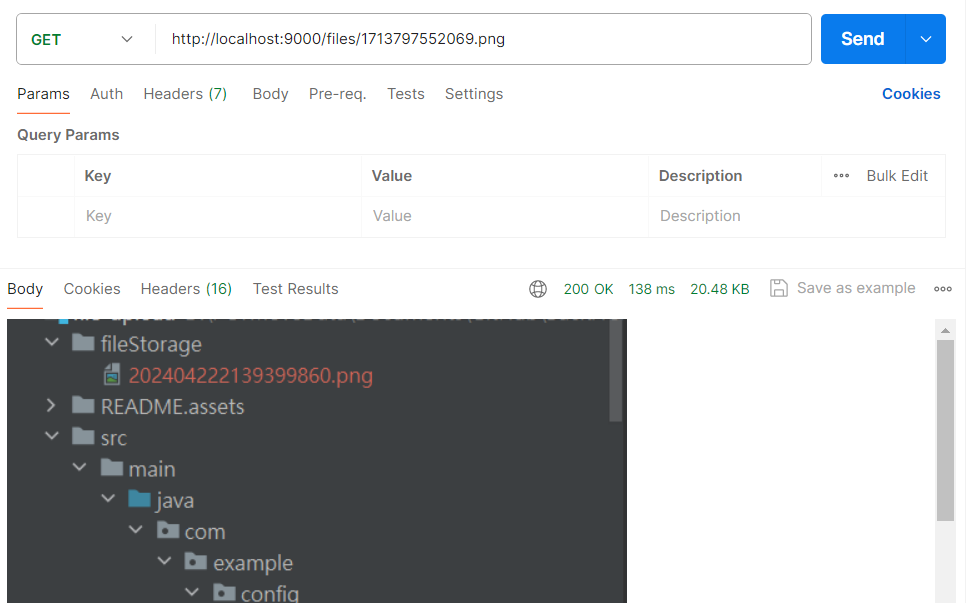 GET http://localhost:9000/files/1713797552069.png Send
Params Auth Headers (7) Body Pre-req. Tests Settings Cookies
Query Params
Key Value Description Bulk Edit
Key Value Description
Body Cookies Headers (16) Test Results 200 OK 138 ms 20.48 KB Save as example
fileStorage
202404222139399860.png
README.assets
src
main
java
com
example
config